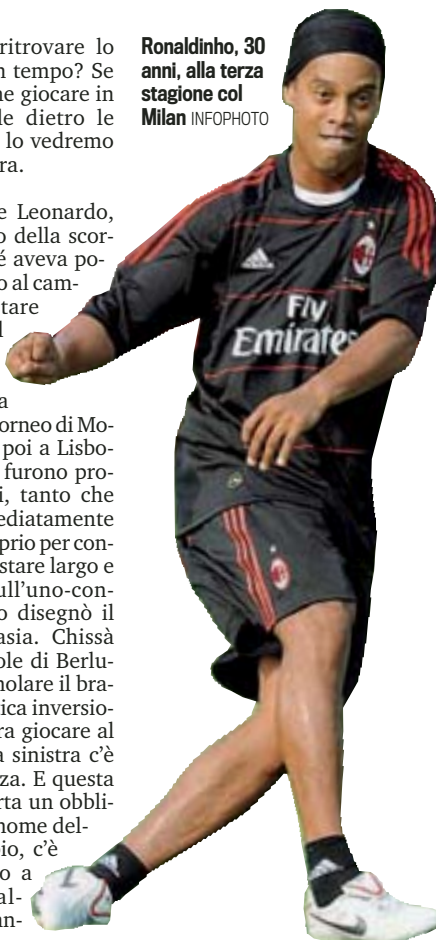 ritrovare lo
n tempo? Se
ne giocare in
le dietro le
lo vedremo
ra.
e Leonardo,
o della scor-
é aveva po-
o al cam-
tare
l
a
orneo di Mo-
poi a Lisbo-
furono pro-
i, tanto che
ediatamente
prio per con-
stare largo e
ull'uno-con-
o disegnò il
asia. Chissà
ole di Berlu-
nolare il bra-
ica inversio-
ra giocare al
a sinistra c'è
za. E questa
rta un obbli-
nome del-
pio, c'è
o a
al-
an-
Ronaldinho, 30
anni, alla terza
stagione col
Milan INFOPHOTO
adidas
Fly
Emirates